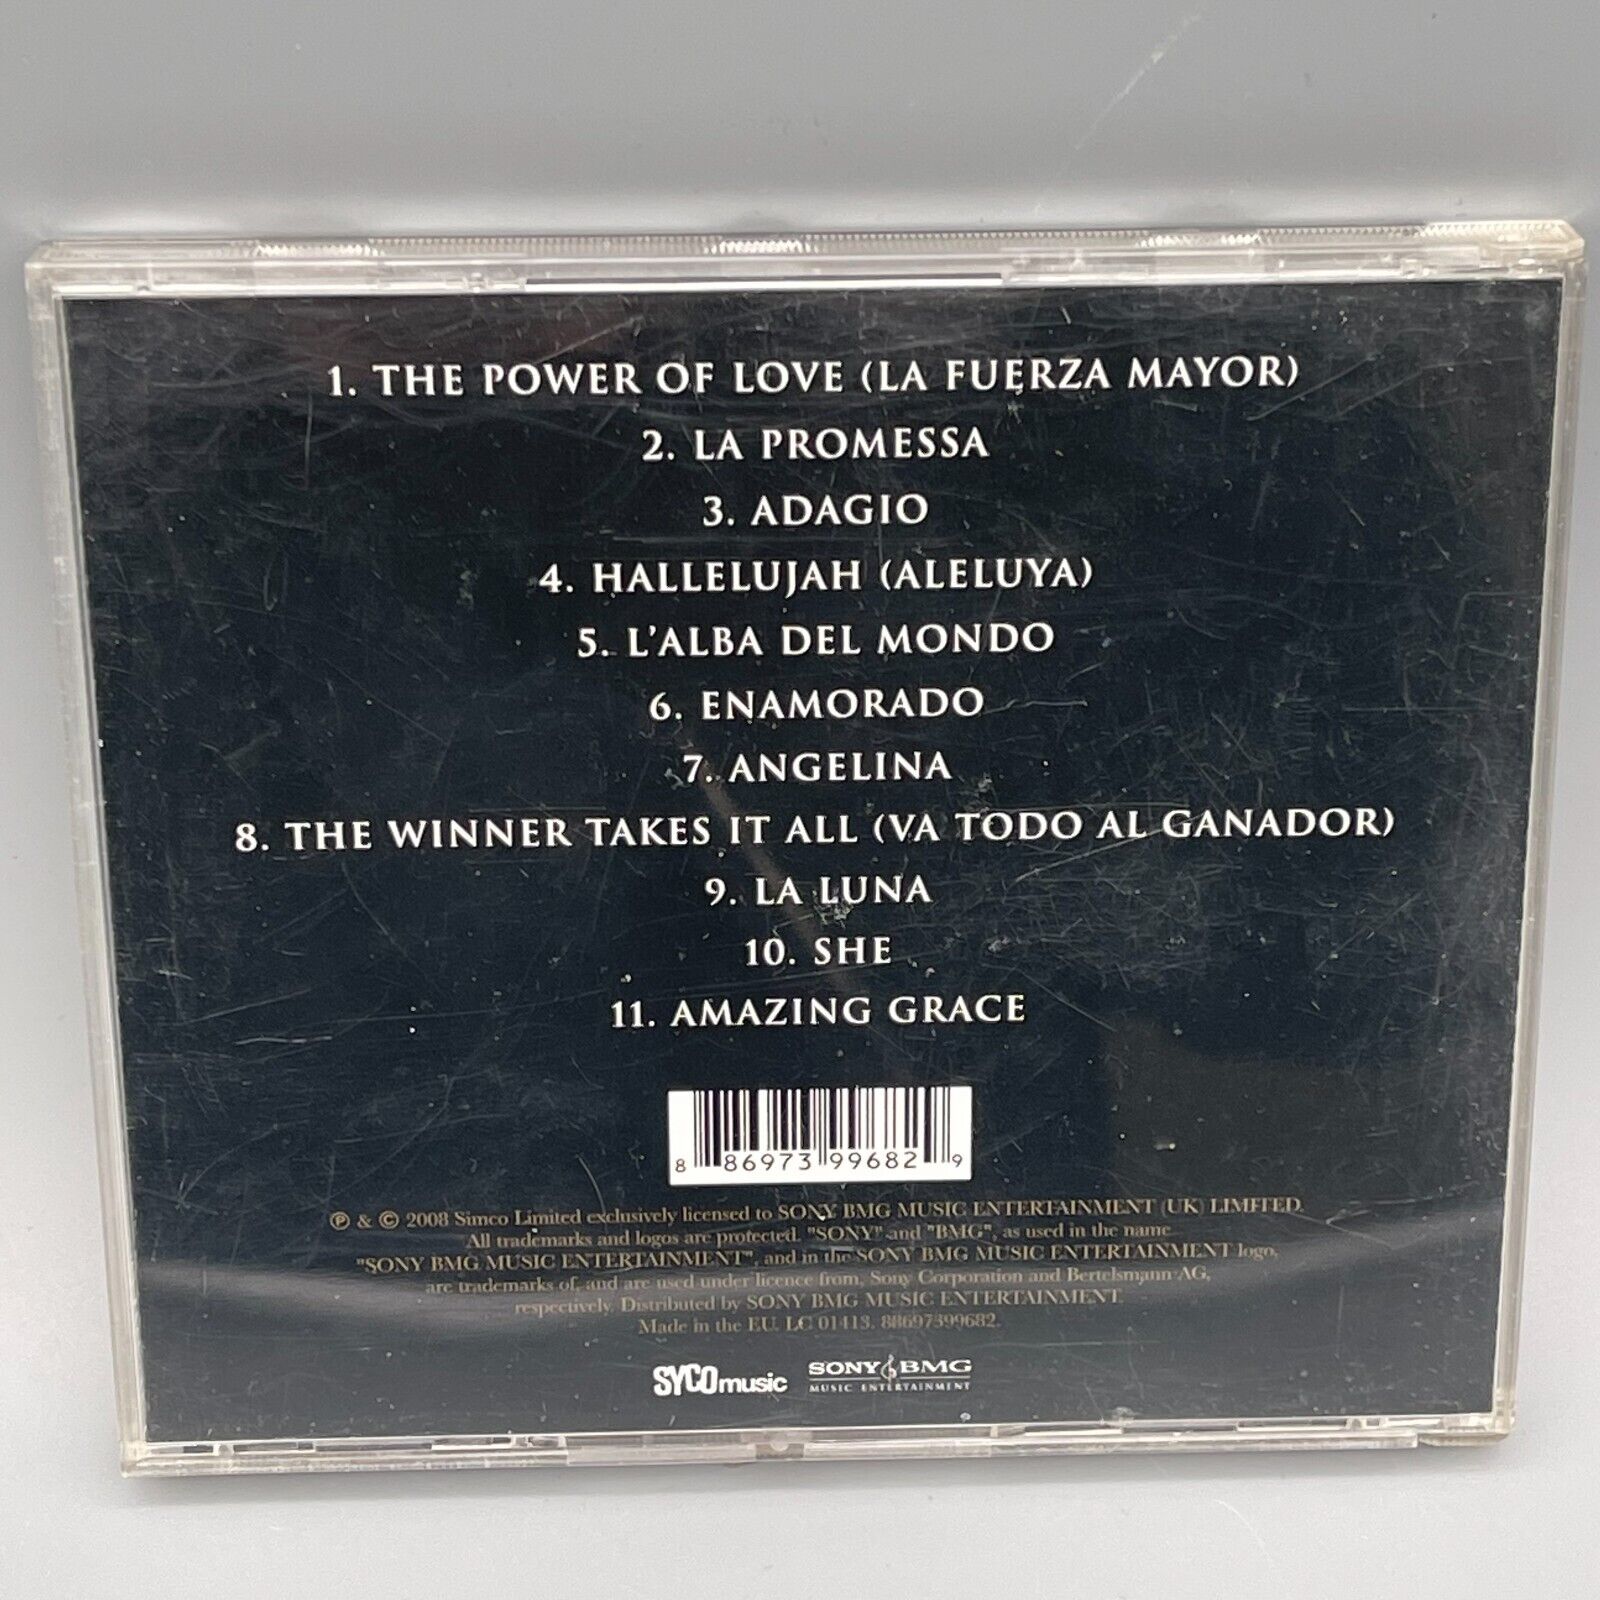 1. THE POWER OF LOVE (LA FUERZA MAYOR)
2. LA PROMESSA
3. ADAGIO
4. HALLELUJAH (ALELUYA)
5. L'ALBA DEL MONDO
6. ENAMORADO
7. ANGELINA
8. THE WINNER TAKES IT ALL (VA TODO AL GANADOR)
9. LA LUNA
10. SHE
11. AMAZING GRACE
8 86973 99682 9
℗ & © 2008 Simco Limited exclusively licensed to SONY BMG MUSIC ENTERTAINMENT (UK) LIMITED.
All trademarks and logos are protected. "SONY" and "BMG", as used in the name
"SONY BMG MUSIC ENTERTAINMENT", and in the SONY BMG MUSIC ENTERTAINMENT logo,
are trademarks of, and are used under licence from, Sony Corporation and Bertelsmann AG,
respectively. Distributed by SONY BMG MUSIC ENTERTAINMENT.
Made in the EU. LC 01413. 88697399682.
SYCOmusic
SONY BMG
MUSIC ENTERTAINMENT